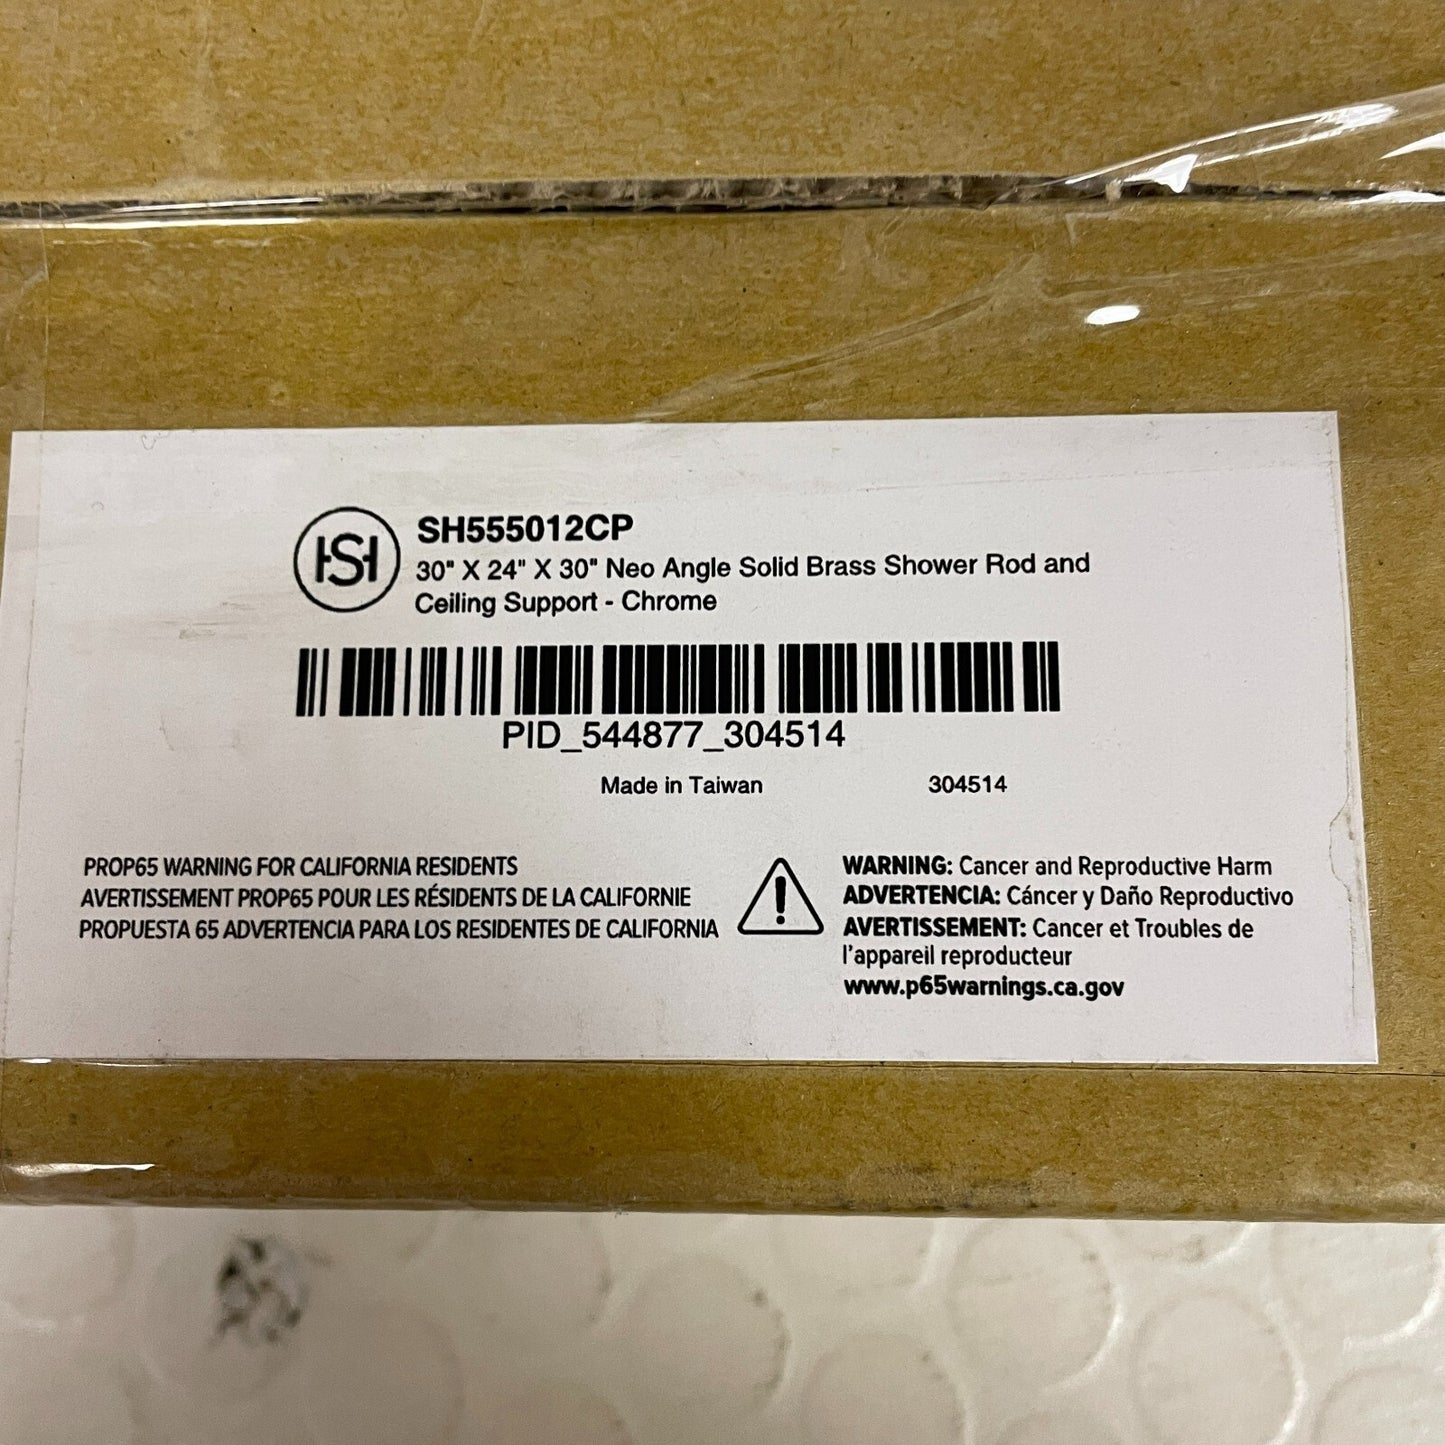 SH
SH555012CP
30" X 24" X 30" Neo Angle Solid Brass Shower Rod and
Ceiling Support - Chrome
PID_544877_304514
Made in Taiwan 304514
PROP65 WARNING FOR CALIFORNIA RESIDENTS
AVERTISSEMENT PROP65 POUR LES RÉSIDENTS DE LA CALIFORNIE
PROPUESTA 65 ADVERTENCIA PARA LOS RESIDENTES DE CALIFORNIA
WARNING: Cancer and Reproductive Harm
ADVERTENCIA: Cáncer y Daño Reproductivo
AVERTISSEMENT: Cancer et Troubles de
l'appareil reproducteur
www.p65warnings.ca.gov